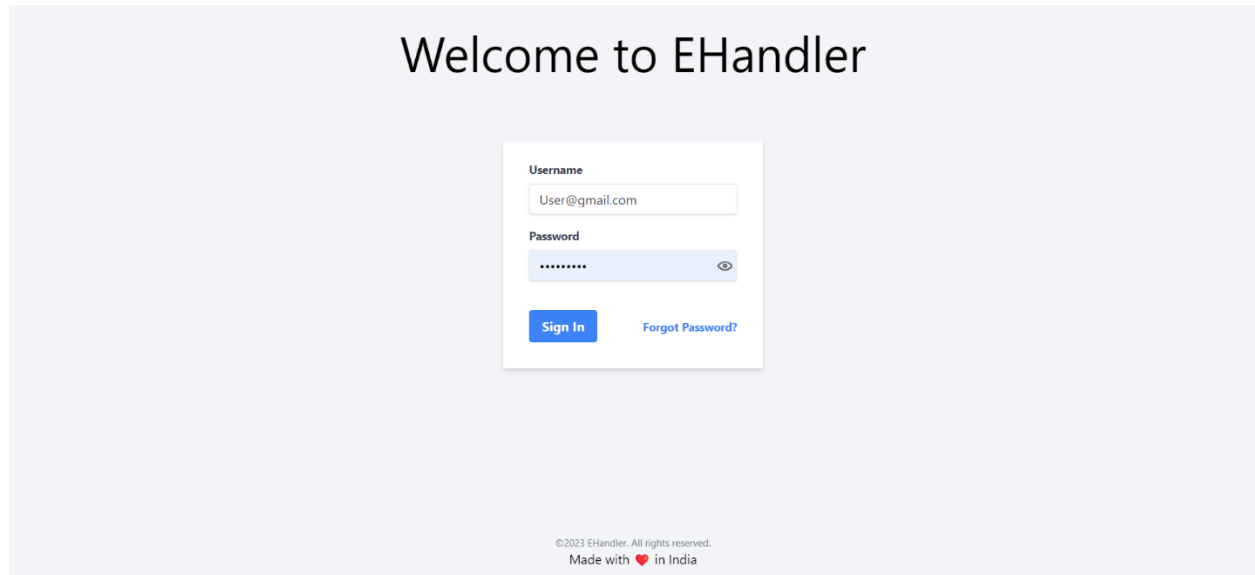 Welcome to EHandler
Username
User@gmail.com
Password
•••••••••
Sign In Forgot Password?
©2023 EHandler. All rights reserved.
Made with ❤️ in India